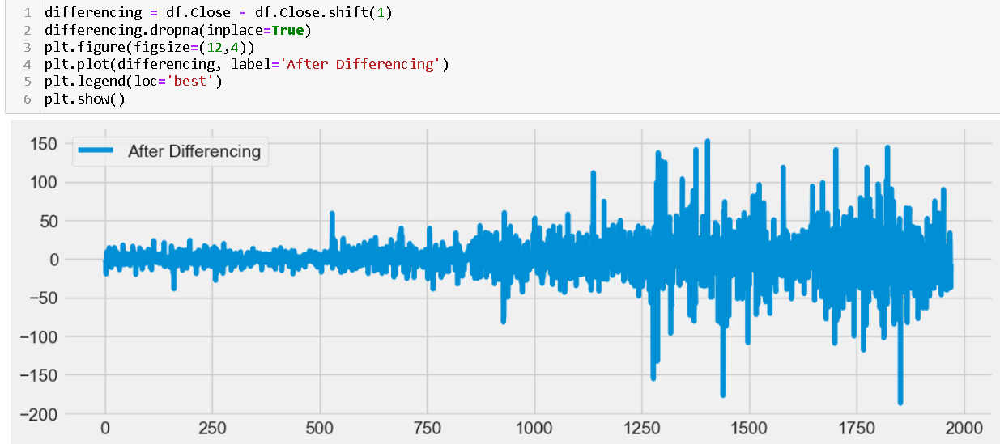 1 differencing = df.Close - df.Close.shift(1)
2 differencing.dropna(inplace=True)
3 plt.figure(figsize=(12,4))
4 plt.plot(differencing, label='After Differencing')
5 plt.legend(loc='best')
6 plt.show()
After Differencing
150
100
50
0
−50
−100
−150
−200
0 250 500 750 1000 1250 1500 1750 2000